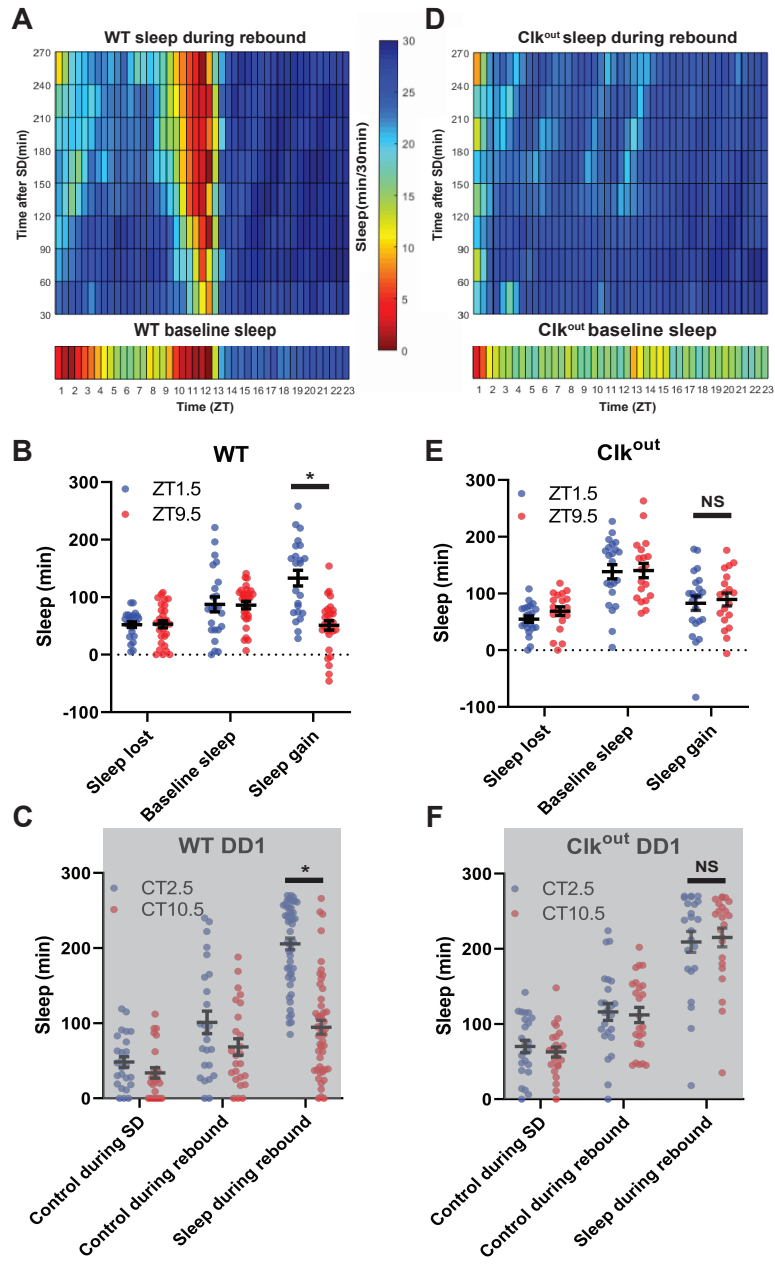 A
WT sleep during rebound
270
240
210
180
150
120
90
60
30
Time after SD(min)
30
25
20
15
10
5
0
Sleep(min/30min)
WT baseline sleep
1 2 3 4 5 6 7 8 9 10 11 12 13 14 15 16 17 18 19 20 21 22 23
Time (ZT)
D
Clkout sleep during rebound
270
240
210
180
150
120
90
60
30
Time after SD(min)
Clkout baseline sleep
1 2 3 4 5 6 7 8 9 10 11 12 13 14 15 16 17 18 19 20 21 22 23
Time (ZT)
B
WT
ZT1.5
ZT9.5
*
300
200
100
0
-100
Sleep (min)
Sleep lost
Baseline sleep
Sleep gain
E
Clkout
ZT1.5
ZT9.5
NS
300
200
100
0
-100
Sleep (min)
Sleep lost
Baseline sleep
Sleep gain
C
WT DD1
CT2.5
CT10.5
*
300
200
100
0
Sleep (min)
Control during SD
Control during rebound
Sleep during rebound
F
Clkout DD1
CT2.5
CT10.5
NS
300
200
100
0
Sleep (min)
Control during SD
Control during rebound
Sleep during rebound